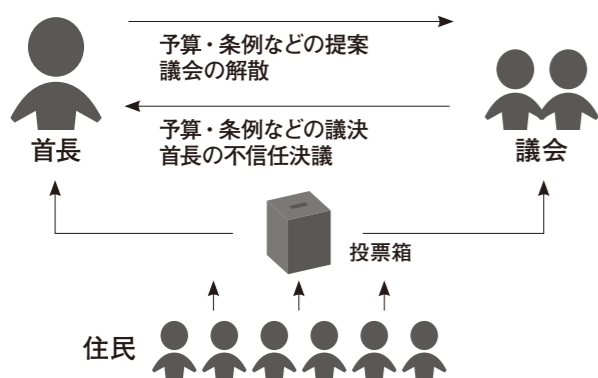 予算・条例などの提案
議会の解散
予算・条例などの議決
首長の不信任決議
首長
議会
投票箱
住民